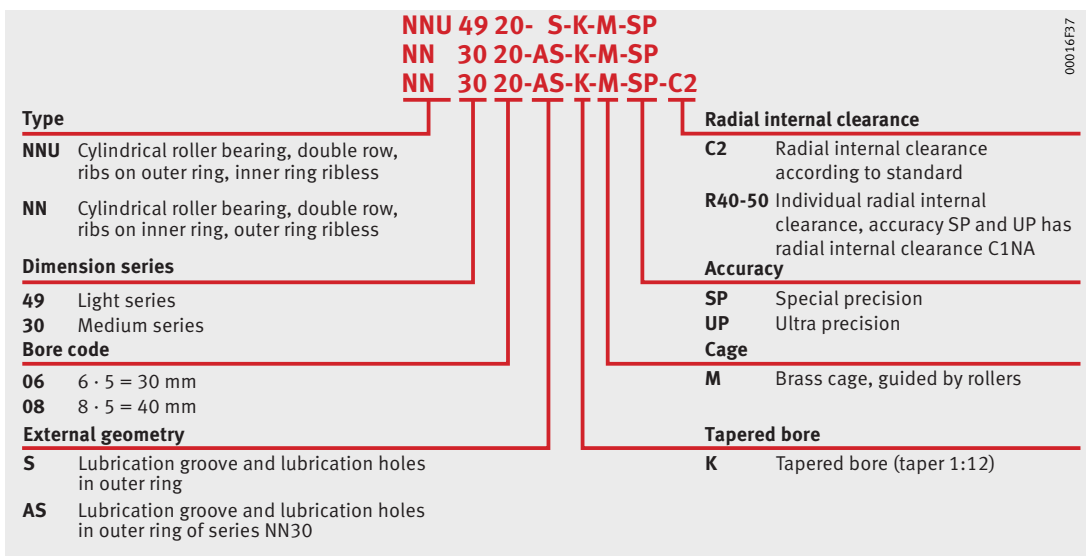 NNU 49 20- S-K-M-SP
NN 30 20-AS-K-M-SP
NN 30 20-AS-K-M-SP-C2
00016F37
Type
NNU Cylindrical roller bearing, double row,
ribs on outer ring, inner ring ribless
NN Cylindrical roller bearing, double row,
ribs on inner ring, outer ring ribless
Dimension series
49 Light series
30 Medium series
Bore code
06 6 · 5 = 30 mm
08 8 · 5 = 40 mm
External geometry
S Lubrication groove and lubrication holes
in outer ring
AS Lubrication groove and lubrication holes
in outer ring of series NN30
Radial internal clearance
C2 Radial internal clearance
according to standard
R40-50 Individual radial internal
clearance, accuracy SP and UP has
radial internal clearance C1NA
Accuracy
SP Special precision
UP Ultra precision
Cage
M Brass cage, guided by rollers
Tapered bore
K Tapered bore (taper 1:12)